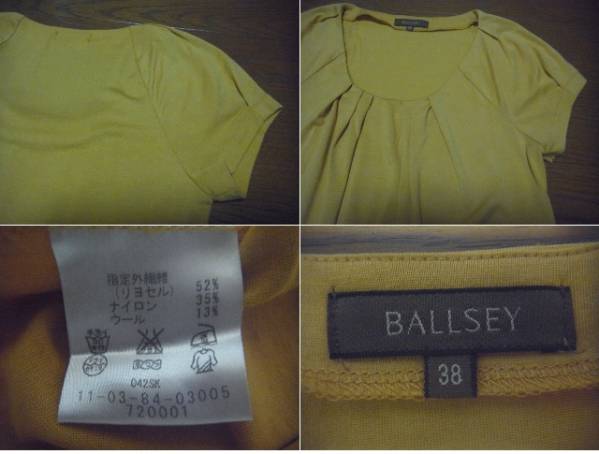 指定外繊維
(リヨセル) 52%
ナイロン 35%
ウール 13%
042SK
11-03-84-03005
720001
BALLSEY
38